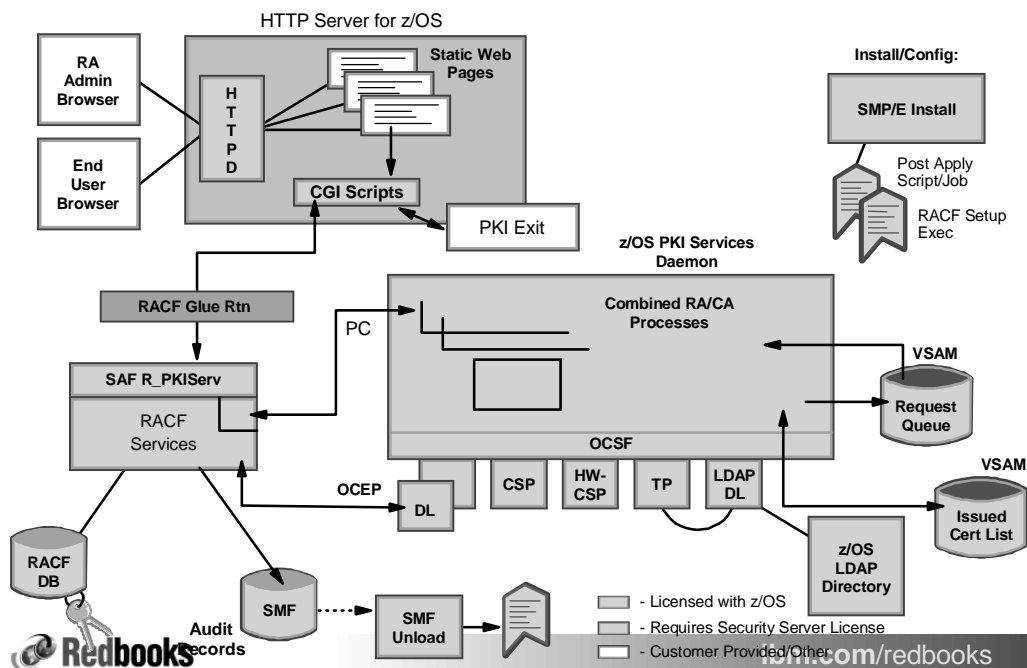 HTTP Server for z/OS
RA
Admin
Browser
End
User
Browser
H
T
T
P
D
Static Web
Pages
CGI Scripts
PKI Exit
Install/Config:
SMP/E Install
Post Apply
Script/Job
RACF Setup
Exec
z/OS PKI Services
Daemon
RACF Glue Rtn
PC
Combined RA/CA
Processes
VSAM
Request
Queue
SAF R_PKIServ
RACF
Services
OCSF
OCEP
DL
CSP
HW-
CSP
TP
LDAP
DL
VSAM
Issued
Cert List
z/OS
LDAP
Directory
RACF
DB
SMF
SMF
Unload
Audit
Records
- Licensed with z/OS
- Requires Security Server License
- Customer Provided/Other
Redbooks
ibm.com/redbooks